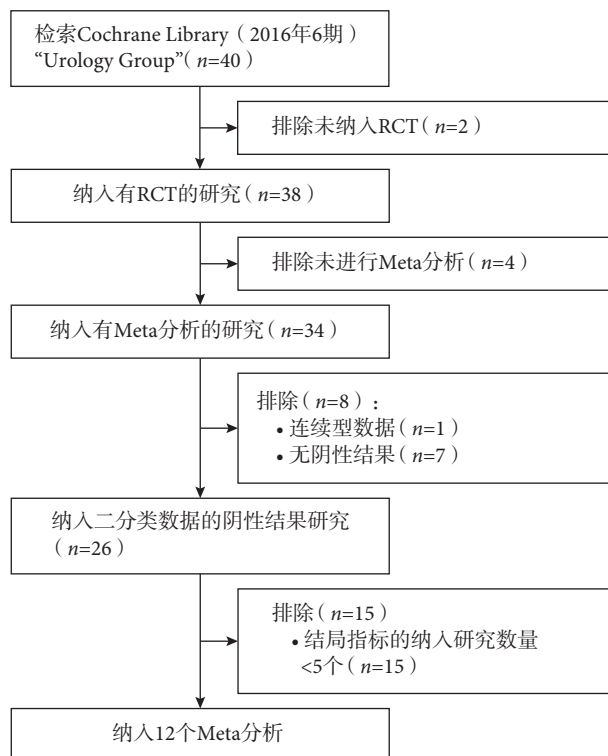 检索Cochrane Library（2016年6期）
“Urology Group”（n=40）
排除未纳入RCT（n=2）
纳入有RCT的研究（n=38）
排除未进行Meta分析（n=4）
纳入有Meta分析的研究（n=34）
排除（n=8）：
• 连续型数据（n=1）
• 无阴性结果（n=7）
纳入二分类数据的阴性结果研究
（n=26）
排除（n=15）
• 结局指标的纳入研究数量
<5个（n=15）
纳入12个Meta分析